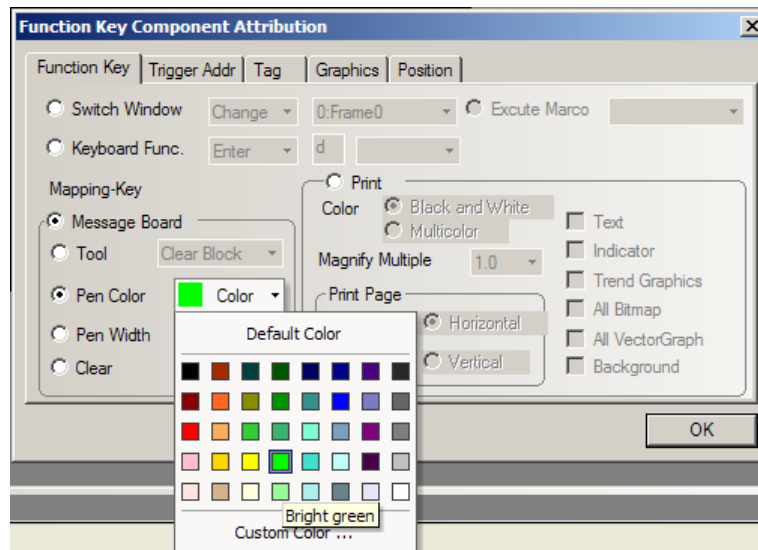 Function Key Component Attribution
Function Key Trigger Addr Tag Graphics Position
Switch Window Change 0:Frame0 Excute Marco
Keyboard Func. Enter d
Mapping-Key
Print
Message Board
Color Black and White
Multicolor
Text
Tool Clear Block
Magnify Multiple 1.0
Indicator
Trend Graphics
Pen Color Color
Print Page
All Bitmap
Pen Width
Default Color
Horizontal
All VectorGraph
Clear
Vertical
Background
OK
Bright green
Custom Color ...